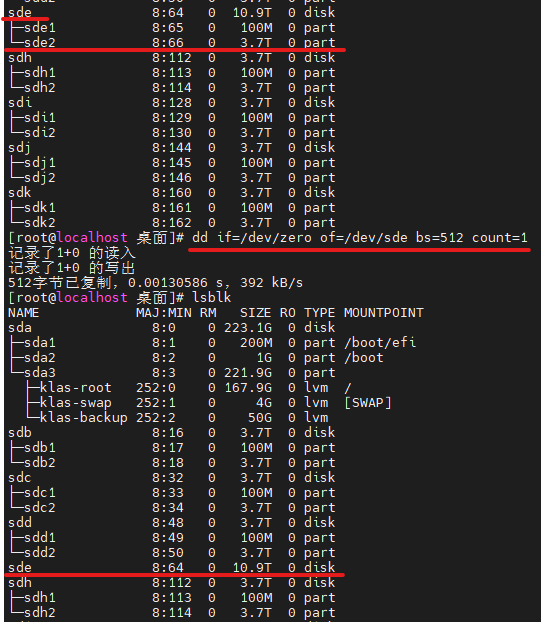 sde 8:64 0 10.9T 0 disk
├─sde1 8:65 0 100M 0 part
└─sde2 8:66 0 3.7T 0 part
sdh 8:112 0 3.7T 0 disk
├─sdh1 8:113 0 100M 0 part
└─sdh2 8:114 0 3.7T 0 part
sdi 8:128 0 3.7T 0 disk
├─sdi1 8:129 0 100M 0 part
└─sdi2 8:130 0 3.7T 0 part
sdj 8:144 0 3.7T 0 disk
├─sdj1 8:145 0 100M 0 part
└─sdj2 8:146 0 3.7T 0 part
sdk 8:160 0 3.7T 0 disk
├─sdk1 8:161 0 100M 0 part
└─sdk2 8:162 0 3.7T 0 part
[root@localhost 桌面]# dd if=/dev/zero of=/dev/sde bs=512 count=1
记录了1+0 的读入
记录了1+0 的写出
512字节已复制，0.00130586 s，392 kB/s
[root@localhost 桌面]# lsblk
NAME MAJ:MIN RM SIZE RO TYPE MOUNTPOINT
sda 8:0 0 223.1G 0 disk
├─sda1 8:1 0 200M 0 part /boot/efi
├─sda2 8:2 0 1G 0 part /boot
└─sda3 8:3 0 221.9G 0 part
├─klas-root 252:0 0 167.9G 0 lvm /
├─klas-swap 252:1 0 4G 0 lvm [SWAP]
└─klas-backup 252:2 0 50G 0 lvm
sdb 8:16 0 3.7T 0 disk
├─sdb1 8:17 0 100M 0 part
└─sdb2 8:18 0 3.7T 0 part
sdc 8:32 0 3.7T 0 disk
├─sdc1 8:33 0 100M 0 part
└─sdc2 8:34 0 3.7T 0 part
sdd 8:48 0 3.7T 0 disk
├─sdd1 8:49 0 100M 0 part
└─sdd2 8:50 0 3.7T 0 part
sde 8:64 0 10.9T 0 disk
sdh 8:112 0 3.7T 0 disk
├─sdh1 8:113 0 100M 0 part
└─sdh2 8:114 0 3.7T 0 part